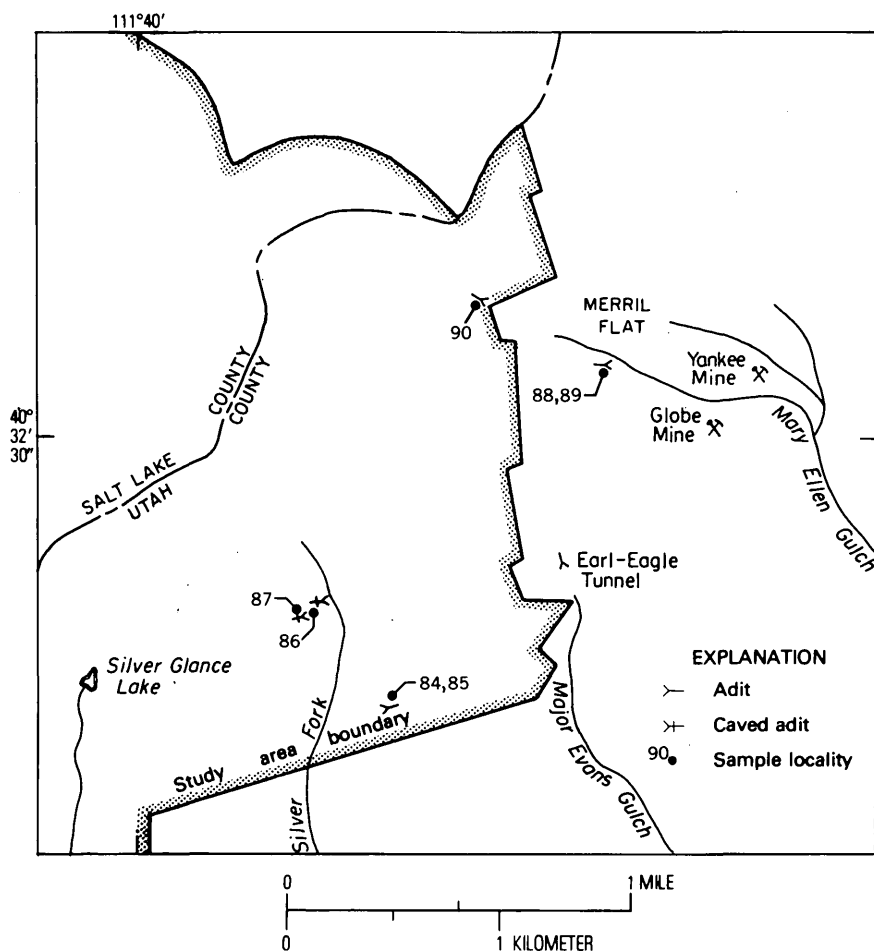 111°40′
MERRIL
FLAT
90
Yankee
Mine
88,89
Globe
Mine
40°
32′
30″
COUNTY
COUNTY
SALT LAKE
UTAH
Mary Ellen Gulch
Earl-Eagle
Tunnel
87
86
Silver Glance
Lake
84,85
Silver Fork
Study area boundary
Major Evans Gulch
EXPLANATION
Adit
Caved adit
90 Sample locality
0 1 MILE
0 1 KILOMETER